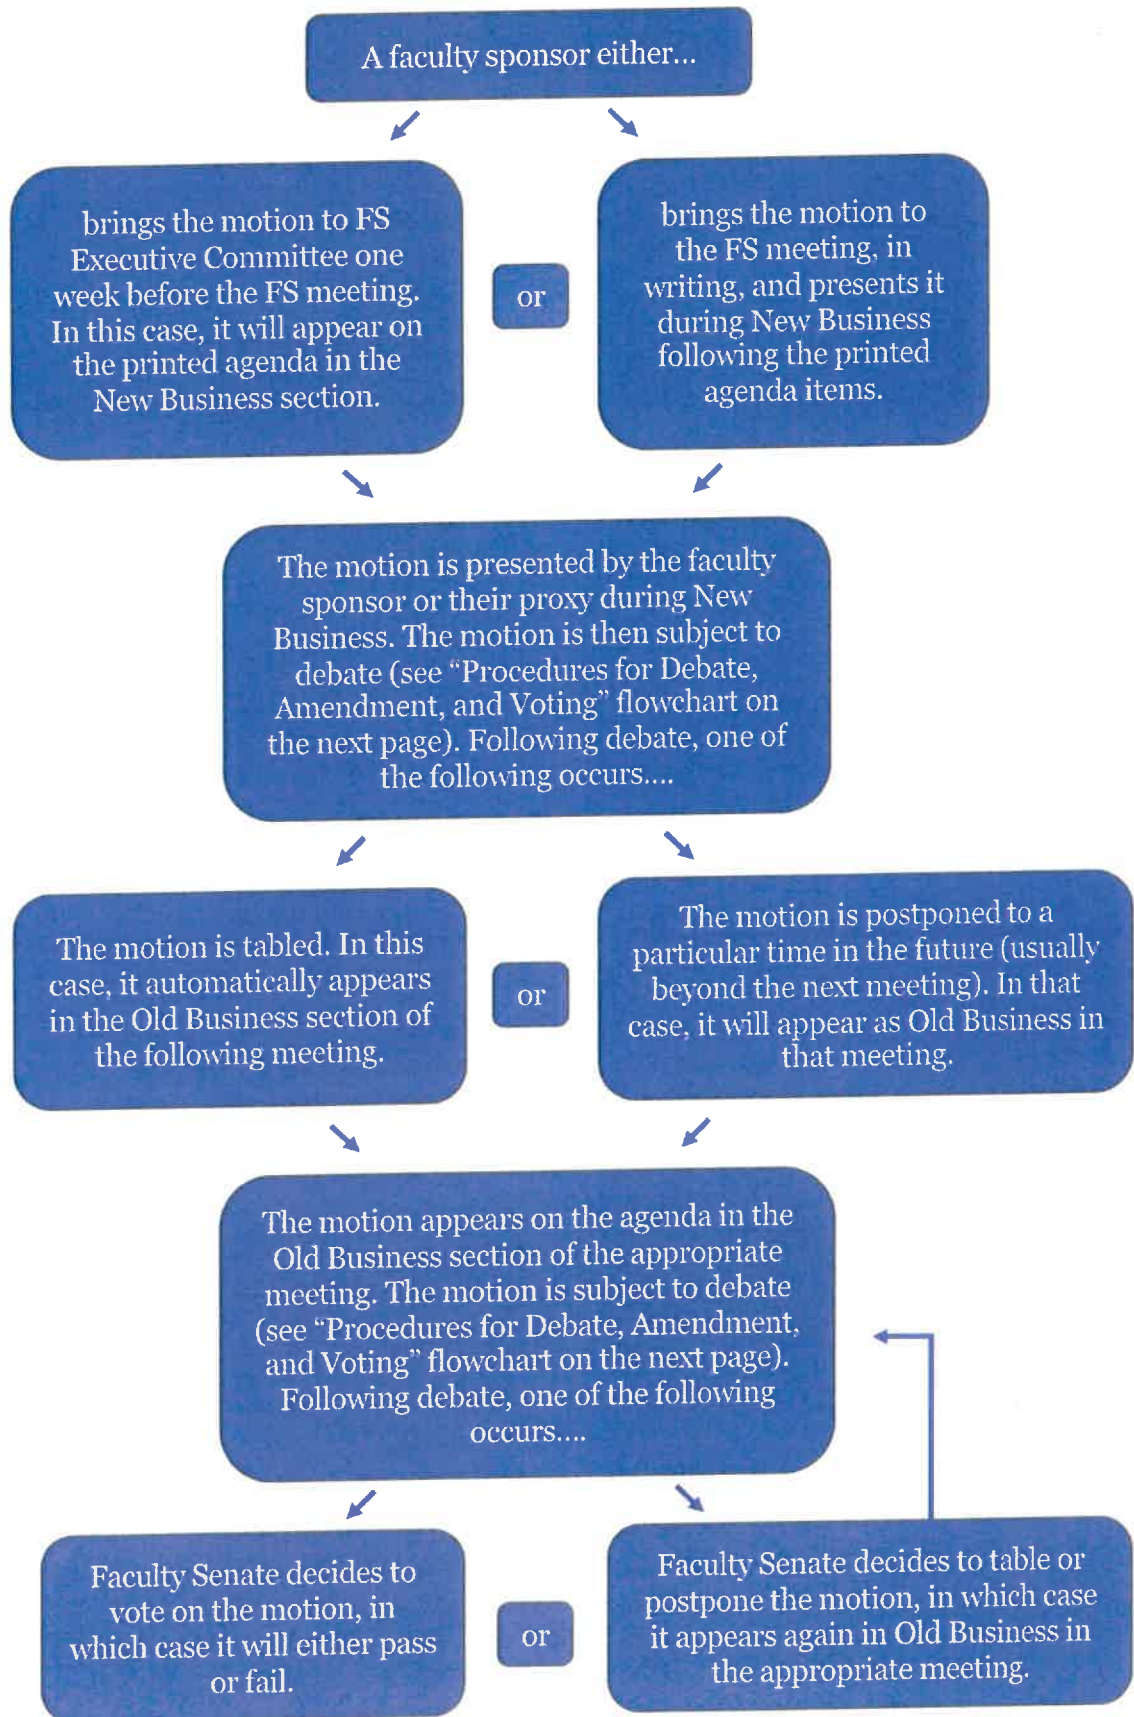 A faculty sponsor either...
brings the motion to FS
Executive Committee one
week before the FS meeting.
In this case, it will appear on
the printed agenda in the
New Business section.
or
brings the motion to
the FS meeting, in
writing, and presents it
during New Business
following the printed
agenda items.
The motion is presented by the faculty
sponsor or their proxy during New
Business. The motion is then subject to
debate (see “Procedures for Debate,
Amendment, and Voting” flowchart on
the next page). Following debate, one of
the following occurs....
The motion is tabled. In this
case, it automatically appears
in the Old Business section of
the following meeting.
or
The motion is postponed to a
particular time in the future (usually
beyond the next meeting). In that
case, it will appear as Old Business in
that meeting.
The motion appears on the agenda in the
Old Business section of the appropriate
meeting. The motion is subject to debate
(see “Procedures for Debate, Amendment,
and Voting” flowchart on the next page).
Following debate, one of the following
occurs....
Faculty Senate decides to
vote on the motion, in
which case it will either pass
or fail.
or
Faculty Senate decides to table or
postpone the motion, in which case
it appears again in Old Business in
the appropriate meeting.